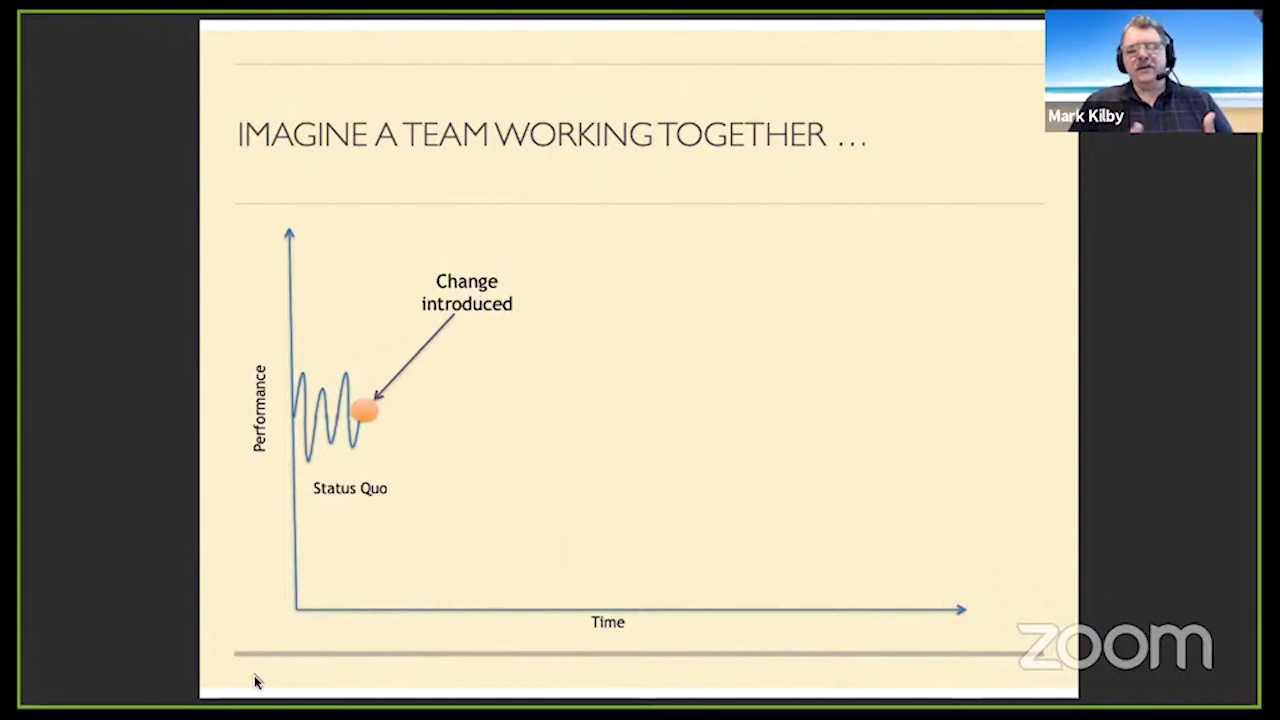 IMAGINE A TEAM WORKING TOGETHER …
Mark Kilby
Change
introduced
Performance
Status Quo
Time
zoom